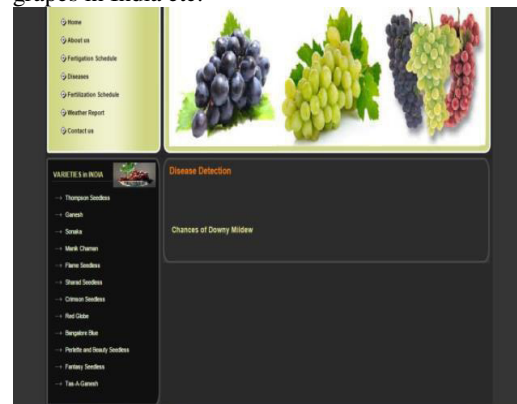 grapes in India etc.
Home
About us
Fertigation Schedule
Diseases
Fertilization Schedule
Weather Report
Contact us
VARIETIES in INDIA
Thompson Seedless
Ganesh
Sonaka
Manik Chaman
Flame Seedless
Sharad Seedless
Crimson Seedless
Red Globe
Bangalore Blue
Perlette and Beauty Seedless
Fantasy Seedless
Tas-A-Ganesh
Disease Detection
Chances of Downy Mildew